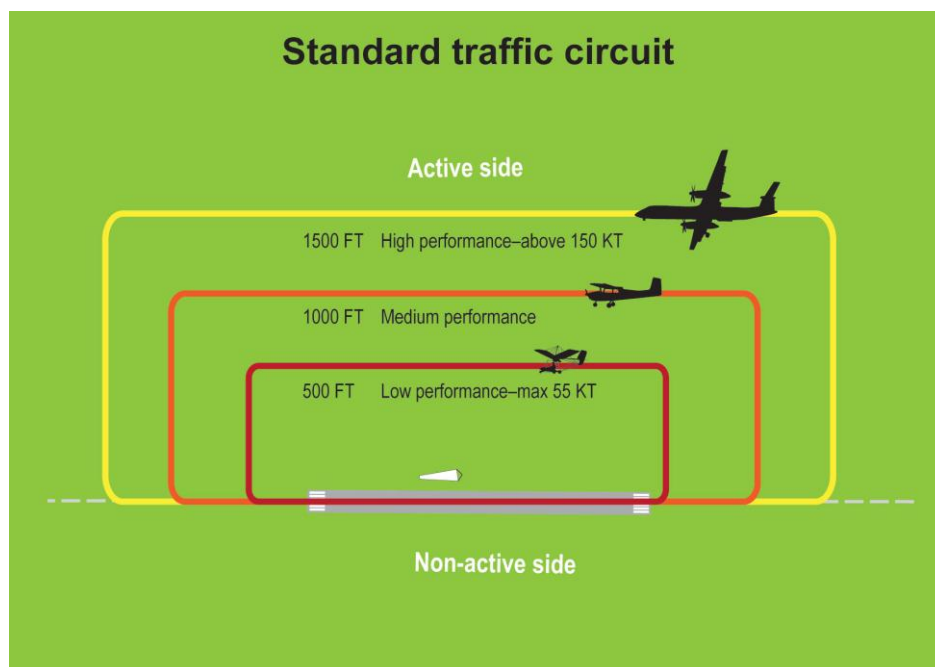 Standard traffic circuit
Active side
1500 FT High performance–above 150 KT
1000 FT Medium performance
500 FT Low performance–max 55 KT
Non-active side